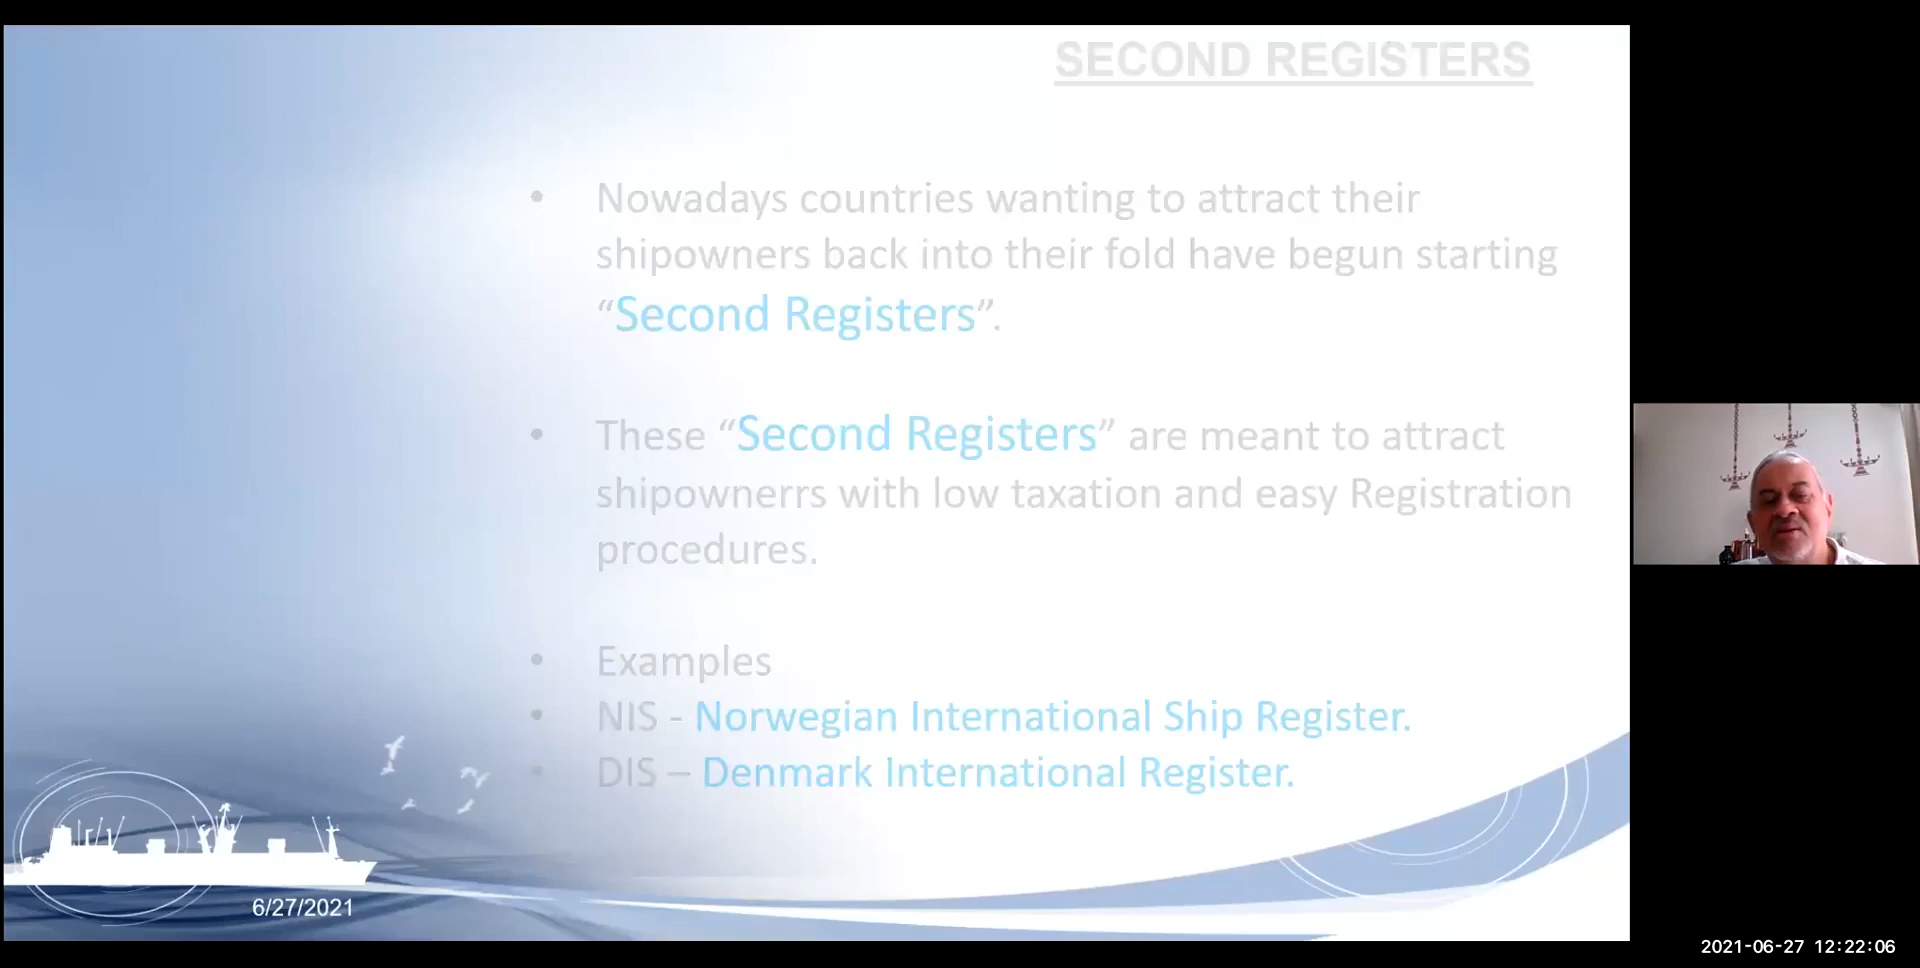 SECOND REGISTERS
• Nowadays countries wanting to attract their
shipowners back into their fold have begun starting
“Second Registers”.
• These “Second Registers” are meant to attract
shipownerrs with low taxation and easy Registration
procedures.
• Examples
• NIS - Norwegian International Ship Register.
• DIS – Denmark International Register.
6/27/2021
2021-06-27 12:22:06